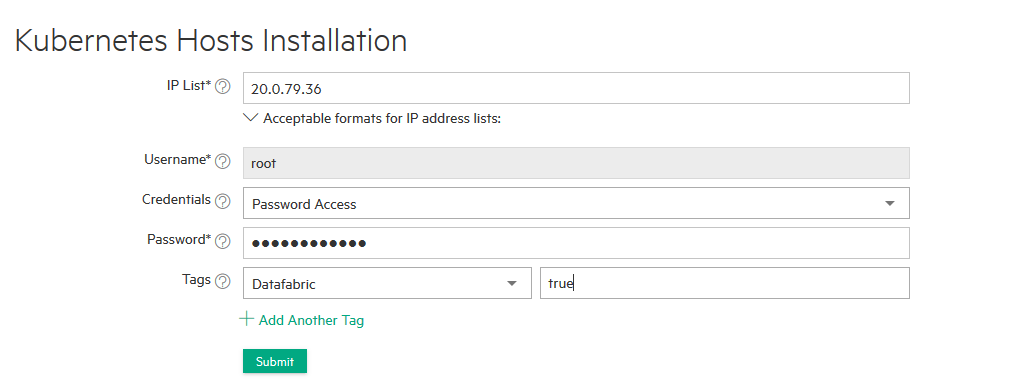 Kubernetes Hosts Installation
IP List* ? 20.0.79.36
Acceptable formats for IP address lists:
Username* ? root
Credentials ? Password Access
Password* ? ●●●●●●●●●●●●
Tags ? Datafabric true
+ Add Another Tag
Submit